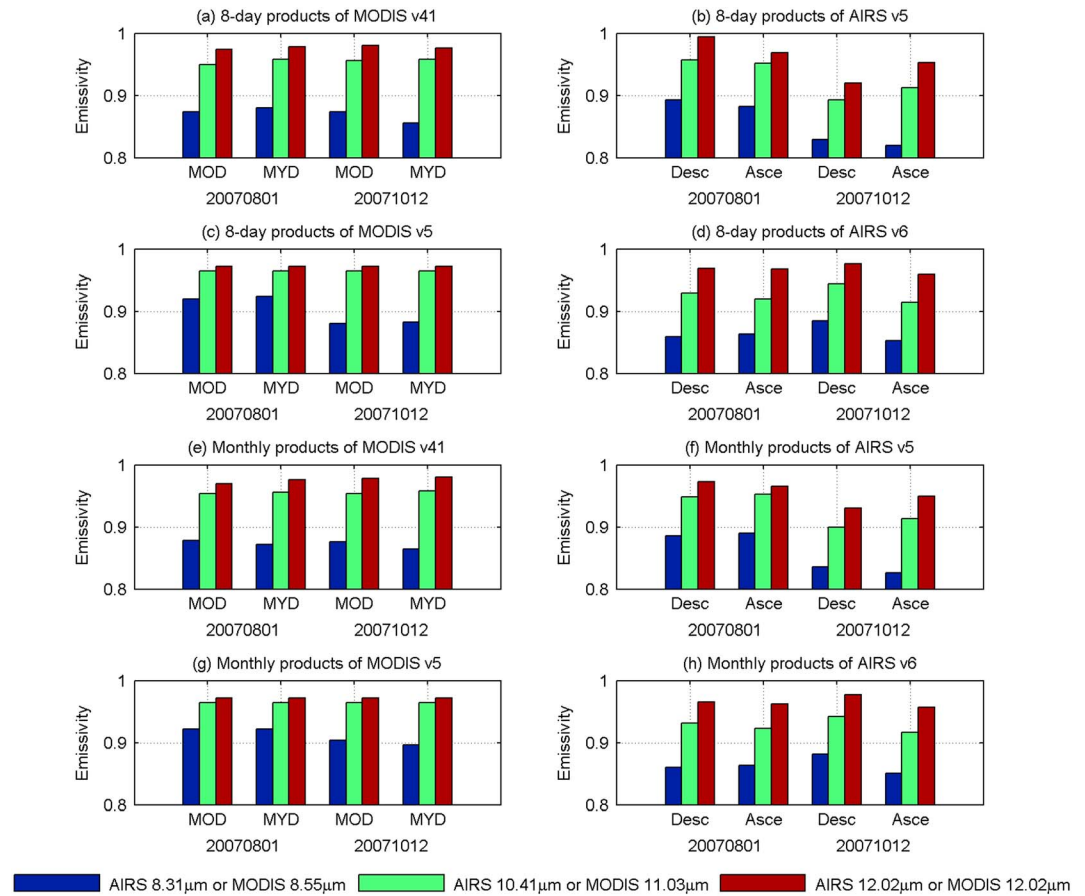 (a) 8-day products of MODIS v41
1
0.9
0.8
Emissivity
MOD MYD MOD MYD
20070801 20071012
(b) 8-day products of AIRS v5
1
0.9
0.8
Emissivity
Desc Asce Desc Asce
20070801 20071012
(c) 8-day products of MODIS v5
1
0.9
0.8
Emissivity
MOD MYD MOD MYD
20070801 20071012
(d) 8-day products of AIRS v6
1
0.9
0.8
Emissivity
Desc Asce Desc Asce
20070801 20071012
(e) Monthly products of MODIS v41
1
0.9
0.8
Emissivity
MOD MYD MOD MYD
20070801 20071012
(f) Monthly products of AIRS v5
1
0.9
0.8
Emissivity
Desc Asce Desc Asce
20070801 20071012
(g) Monthly products of MODIS v5
1
0.9
0.8
Emissivity
MOD MYD MOD MYD
20070801 20071012
(h) Monthly products of AIRS v6
1
0.9
0.8
Emissivity
Desc Asce Desc Asce
20070801 20071012
AIRS 8.31μm or MODIS 8.55μm AIRS 10.41μm or MODIS 11.03μm AIRS 12.02μm or MODIS 12.02μm